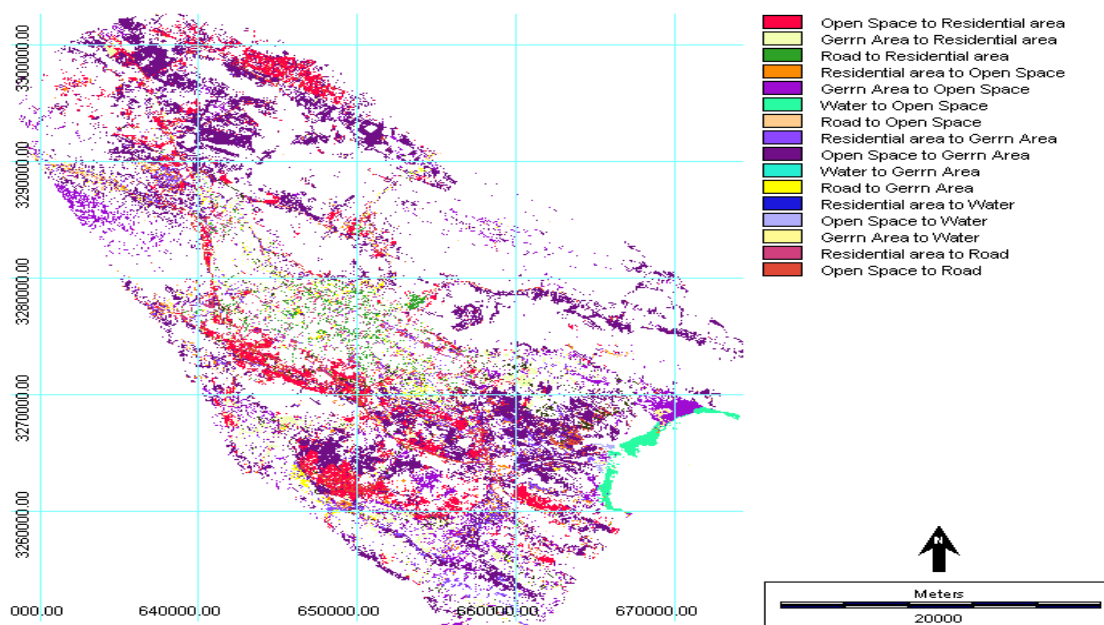 Open Space to Residential area
Gerrn Area to Residential area
Road to Residential area
Residential area to Open Space
Gerrn Area to Open Space
Water to Open Space
Road to Open Space
Residential area to Gerrn Area
Open Space to Gerrn Area
Water to Gerrn Area
Road to Gerrn Area
Residential area to Water
Open Space to Water
Gerrn Area to Water
Residential area to Road
Open Space to Road
3300000.00
3290000.00
3280000.00
3270000.00
3260000.00
000.00 640000.00 650000.00 660000.00 670000.00
N
Meters
20000